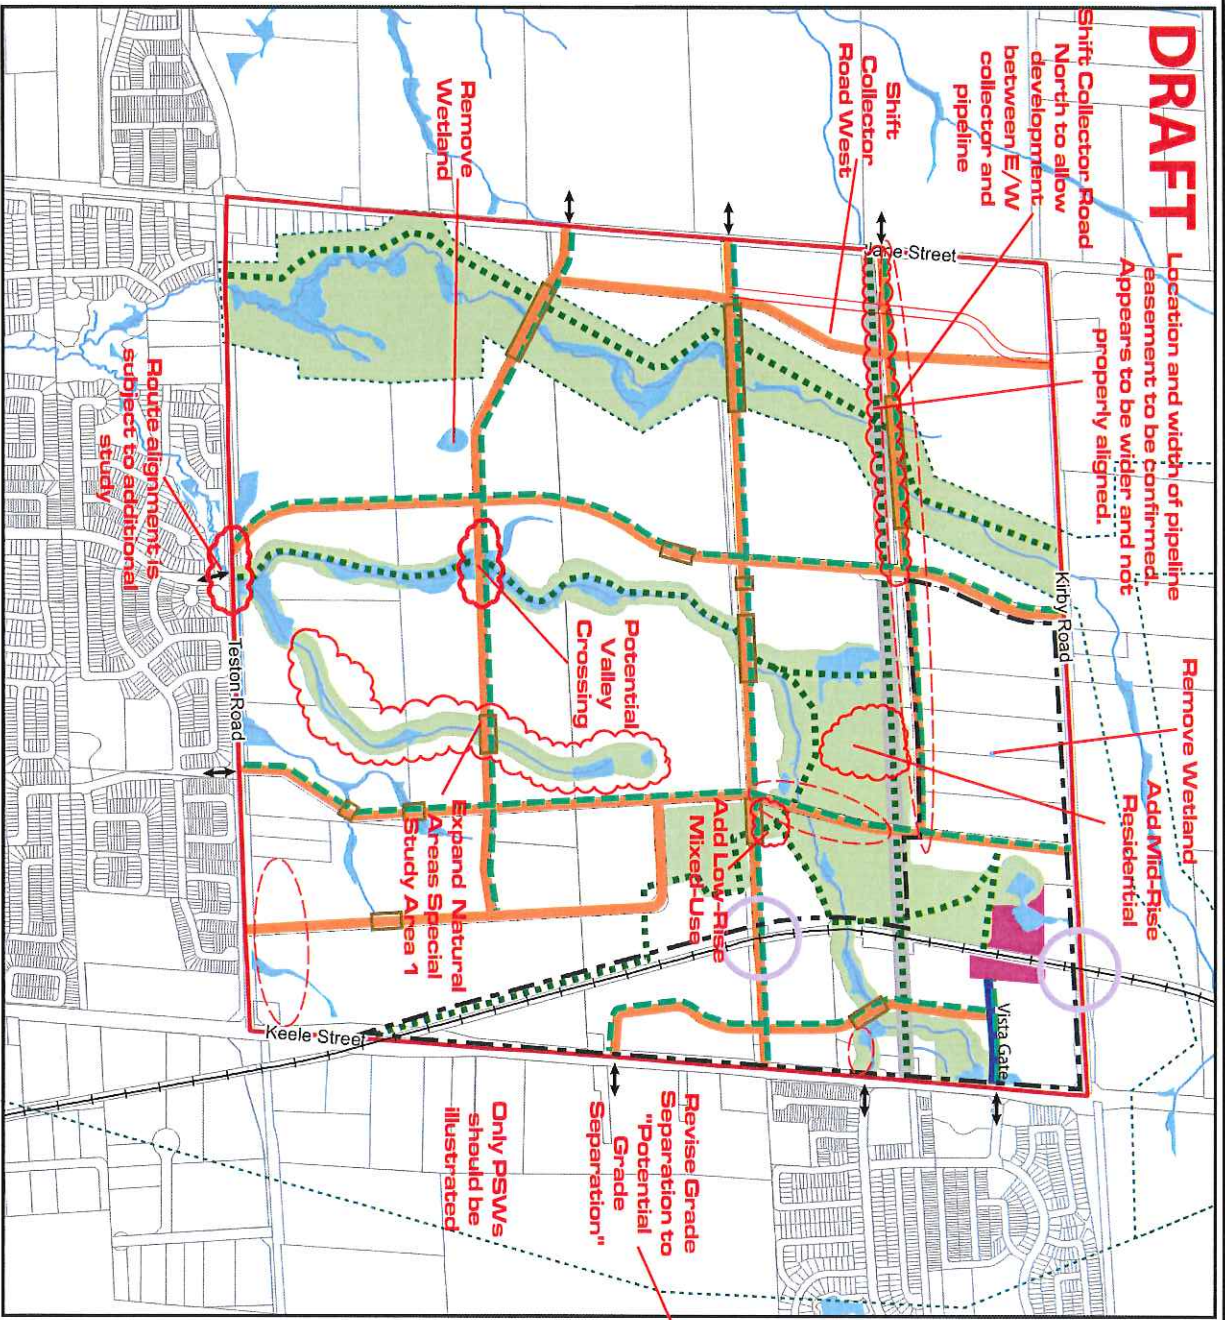 DRAFT
Location and width of pipeline
easement to be confirmed.
Appears to be wider and not
properly aligned.
Shift Collector Road
North to allow
development
between E/W
collector and
pipeline
Shift
Collector
Road West
Remove
Wetland
Jane Street
Kirby Road
Remove Wetland
Add Mid-Rise
Residential
Potential
Valley
Crossing
Route alignment is
subject to additional
study
Teston Road
Expand Natural
Areas Special
Study Area 1
Add Low-Rise
Mixed-Use
Vista Gate
Keele Street
Revise Grade
Separation to
"Potential
Grade
Separation"
Only PSWs
should be
illustrated